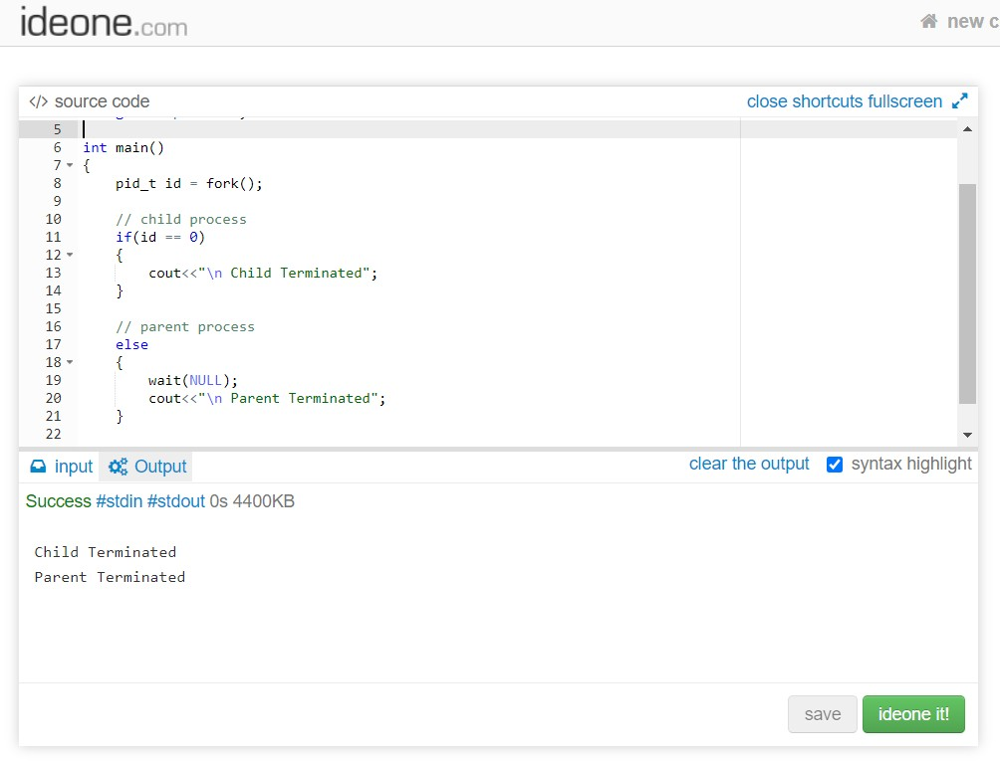 ideone.com
new c
</> source code
close shortcuts fullscreen
5
6 int main()
7 {
8 pid_t id = fork();
9
10 // child process
11 if(id == 0)
12 {
13 cout<<"\n Child Terminated";
14 }
15
16 // parent process
17 else
18 {
19 wait(NULL);
20 cout<<"\n Parent Terminated";
21 }
22
input Output
clear the output syntax highlight
Success #stdin #stdout 0s 4400KB
Child Terminated
Parent Terminated
save ideone it!